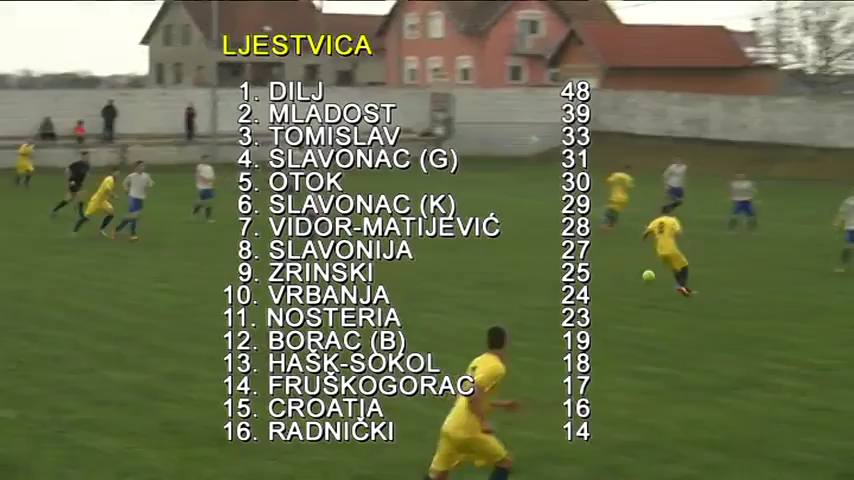 LJESTVICA
1. DILJ 48
2. MLADOST 39
3. TOMISLAV 33
4. SLAVONAC (G) 31
5. OTOK 30
6. SLAVONAC (K) 29
7. VIDOR-MATIJEVIĆ 28
8. SLAVONIJA 27
9. ZRINSKI 25
10. VRBANJA 24
11. NOSTERIA 23
12. BORAC (B) 19
13. HAŠK-SOKOL 18
14. FRUŠKOGORAC 17
15. CROATIA 16
16. RADNIČKI 14